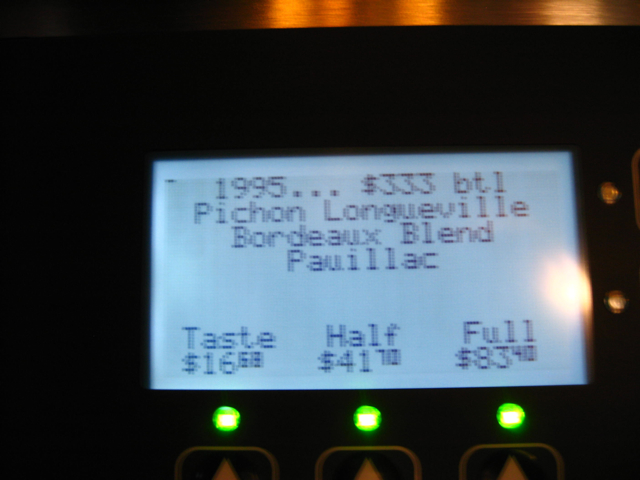 1995... $333 btl
Pichon Longueville
Bordeaux Blend
Pauillac
Taste Half Full
$16 68 $41 70 $83 40